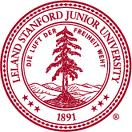 LELAND STANFORD JUNIOR UNIVERSITY
DIE LUFT DER FREIHEIT WEHT
1891
®